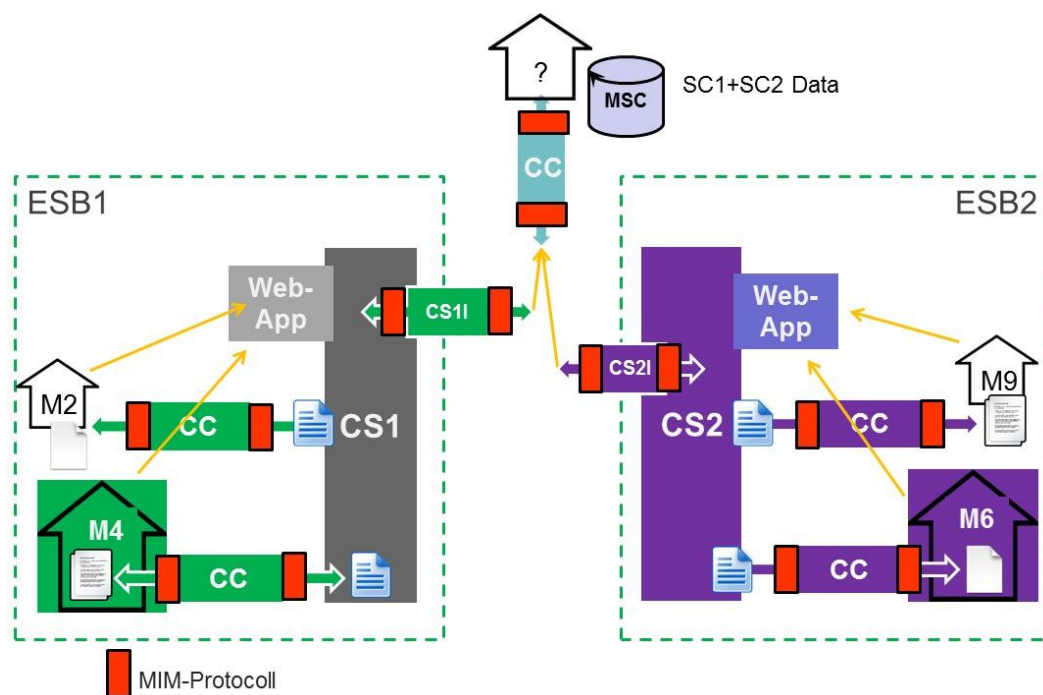 ?
MSC
SC1+SC2 Data
CC
ESB1
ESB2
Web-
App
CS1I
Web-
App
CS2I
M2
CC
CS1
CS2
CC
M9
M4
CC
M6
CC
MIM-Protocoll